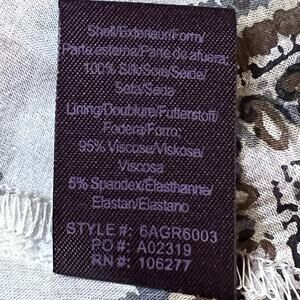 Shell/Exterieur/Form/
Parte esterna/Parte de afuera:
100% Silk/Soie/Seide/
Seta/Seda
Lining/Doublure/Futterstoff/
Fodera/Forro:
95% Viscose/Viskose/
Viscosa
5% Spandex/Elasthanne/
Elastan/Elastano
STYLE #: 6AGR6003
PO #: A02319
RN #: 106277